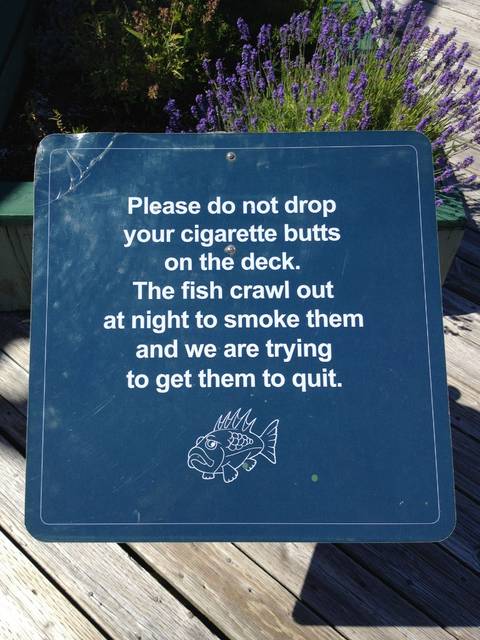 Please do not drop
your cigarette butts
on the deck.
The fish crawl out
at night to smoke them
and we are trying
to get them to quit.